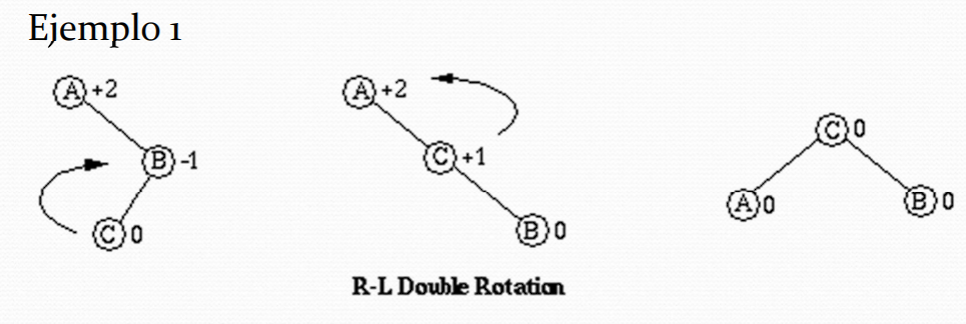 Ejemplo 1
A +2
B -1
C 0
A +2
C +1
B 0
C 0
A 0
B 0
R-L Double Rotation